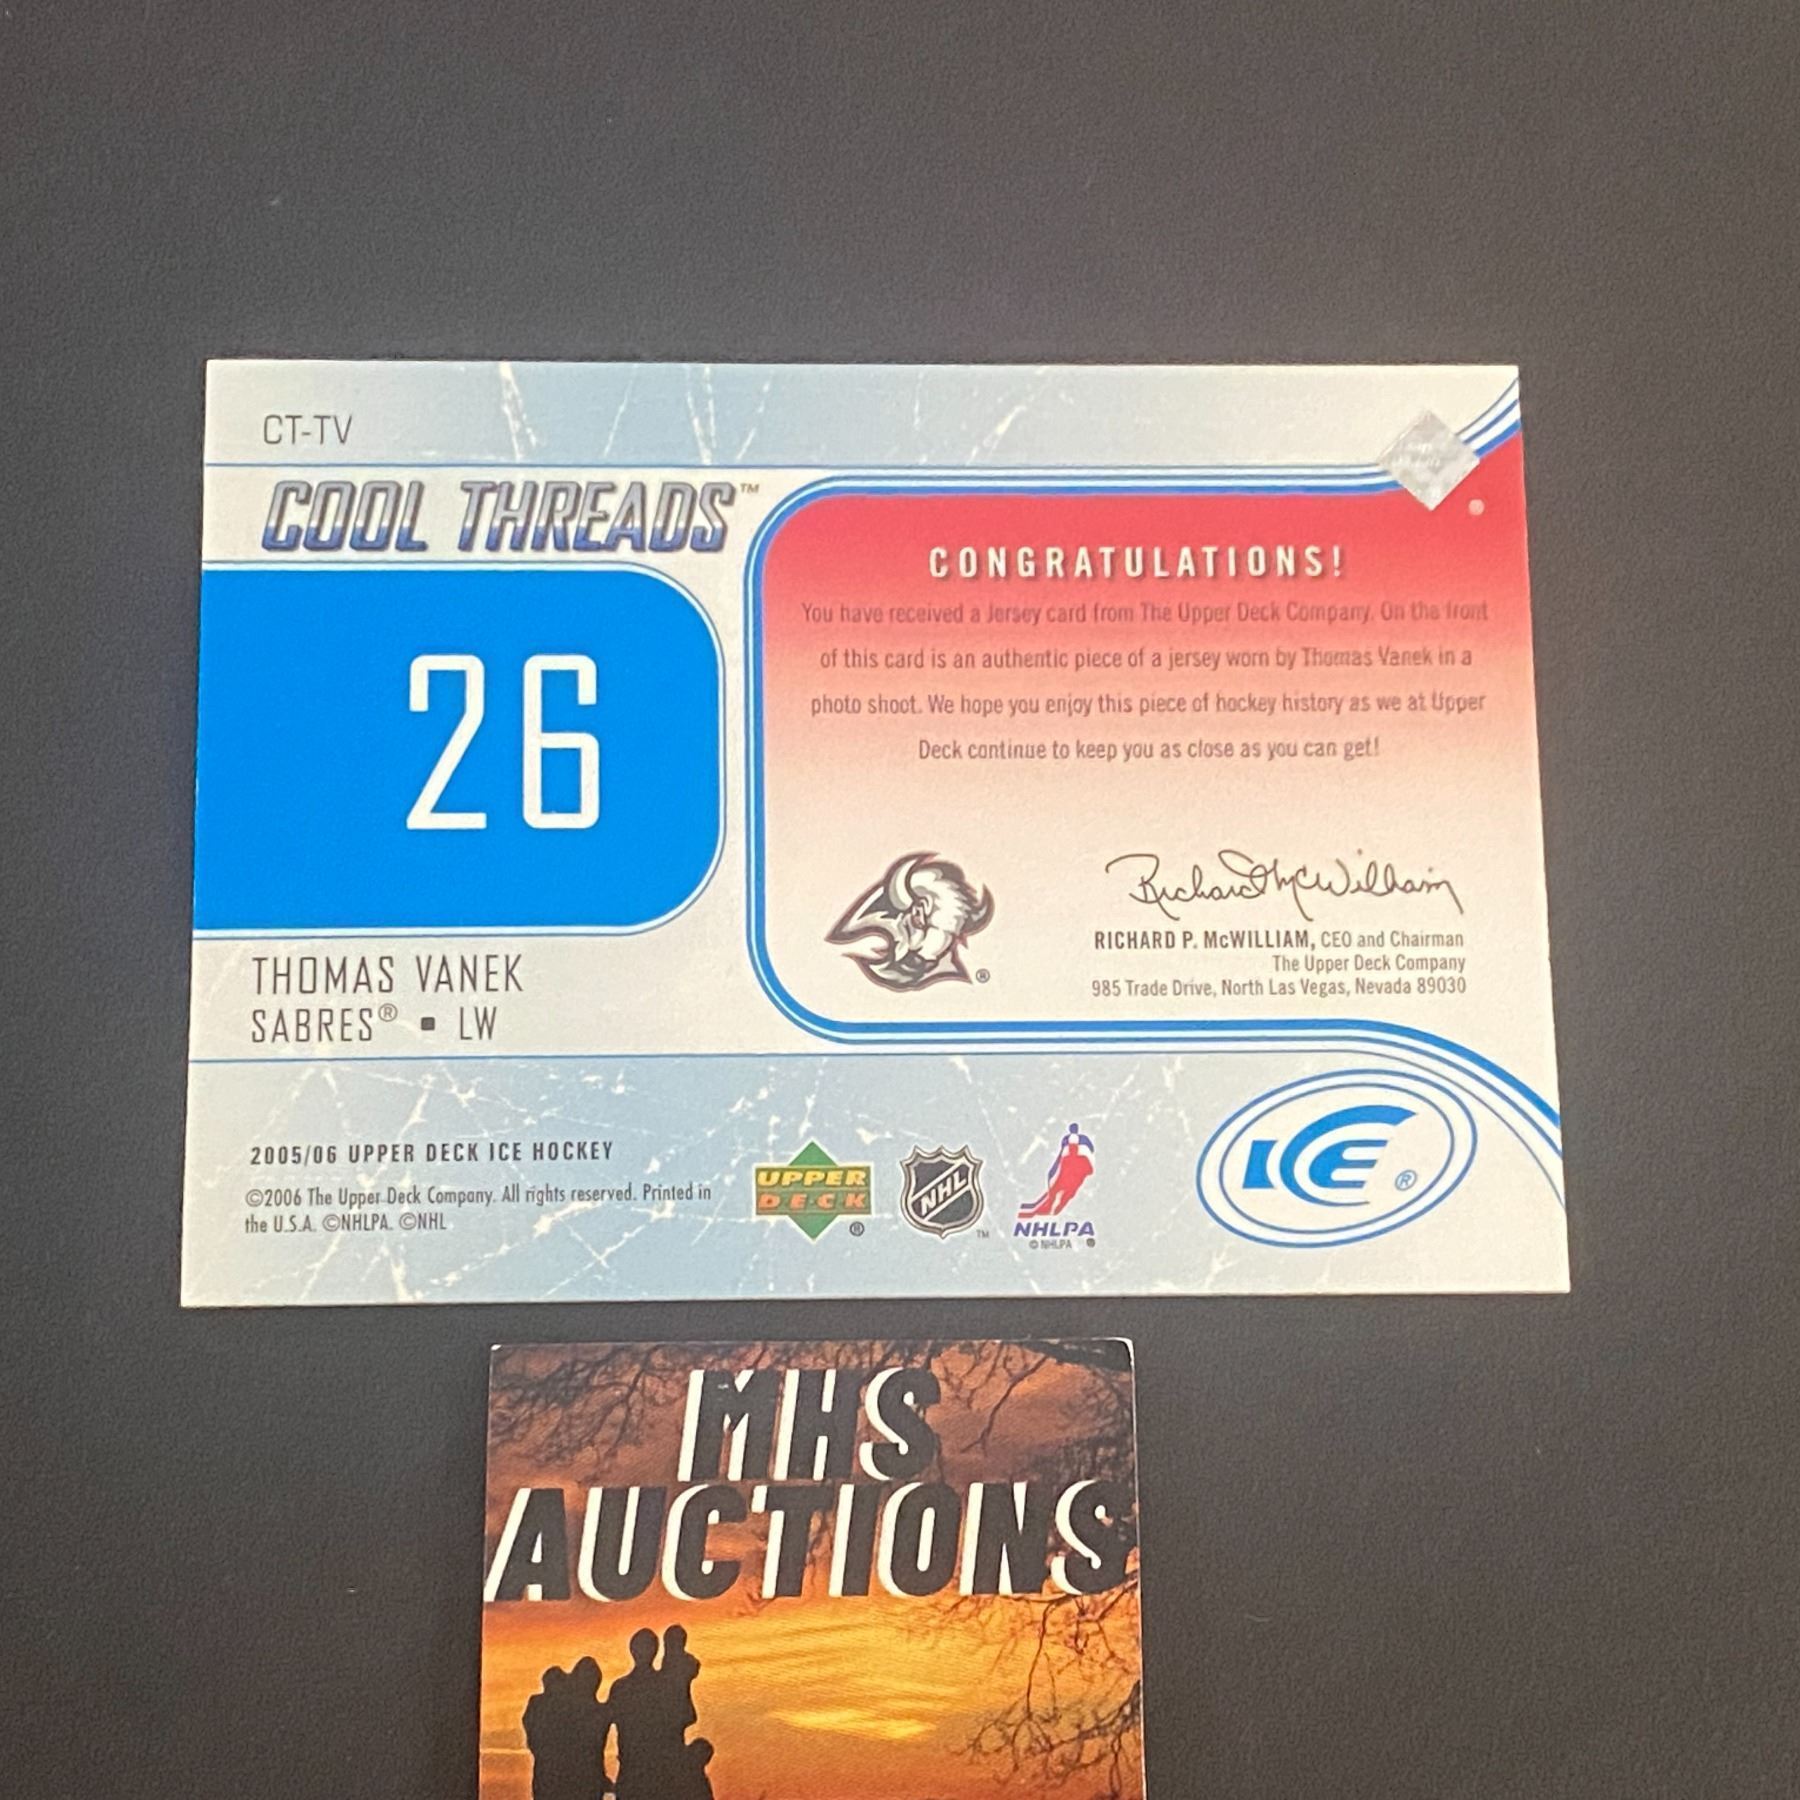 CT-TV
COOL THREADS™
26
THOMAS VANEK
SABRES® ▪ LW
CONGRATULATIONS!
You have received a Jersey card from The Upper Deck Company. On the front
of this card is an authentic piece of a jersey worn by Thomas Vanek in a
photo shoot. We hope you enjoy this piece of hockey history as we at Upper
Deck continue to keep you as close as you can get!
®
®
Richard McWilliam
RICHARD P. McWILLIAM, CEO and Chairman
The Upper Deck Company
985 Trade Drive, North Las Vegas, Nevada 89030
2005/06 UPPER DECK ICE HOCKEY
©2006 The Upper Deck Company. All rights reserved. Printed in
the U.S.A. ©NHLPA. ©NHL
UPPER
DECK
®
NHL
™
NHLPA
© NHLPA ®
ICE®
MHS
AUCTIONS